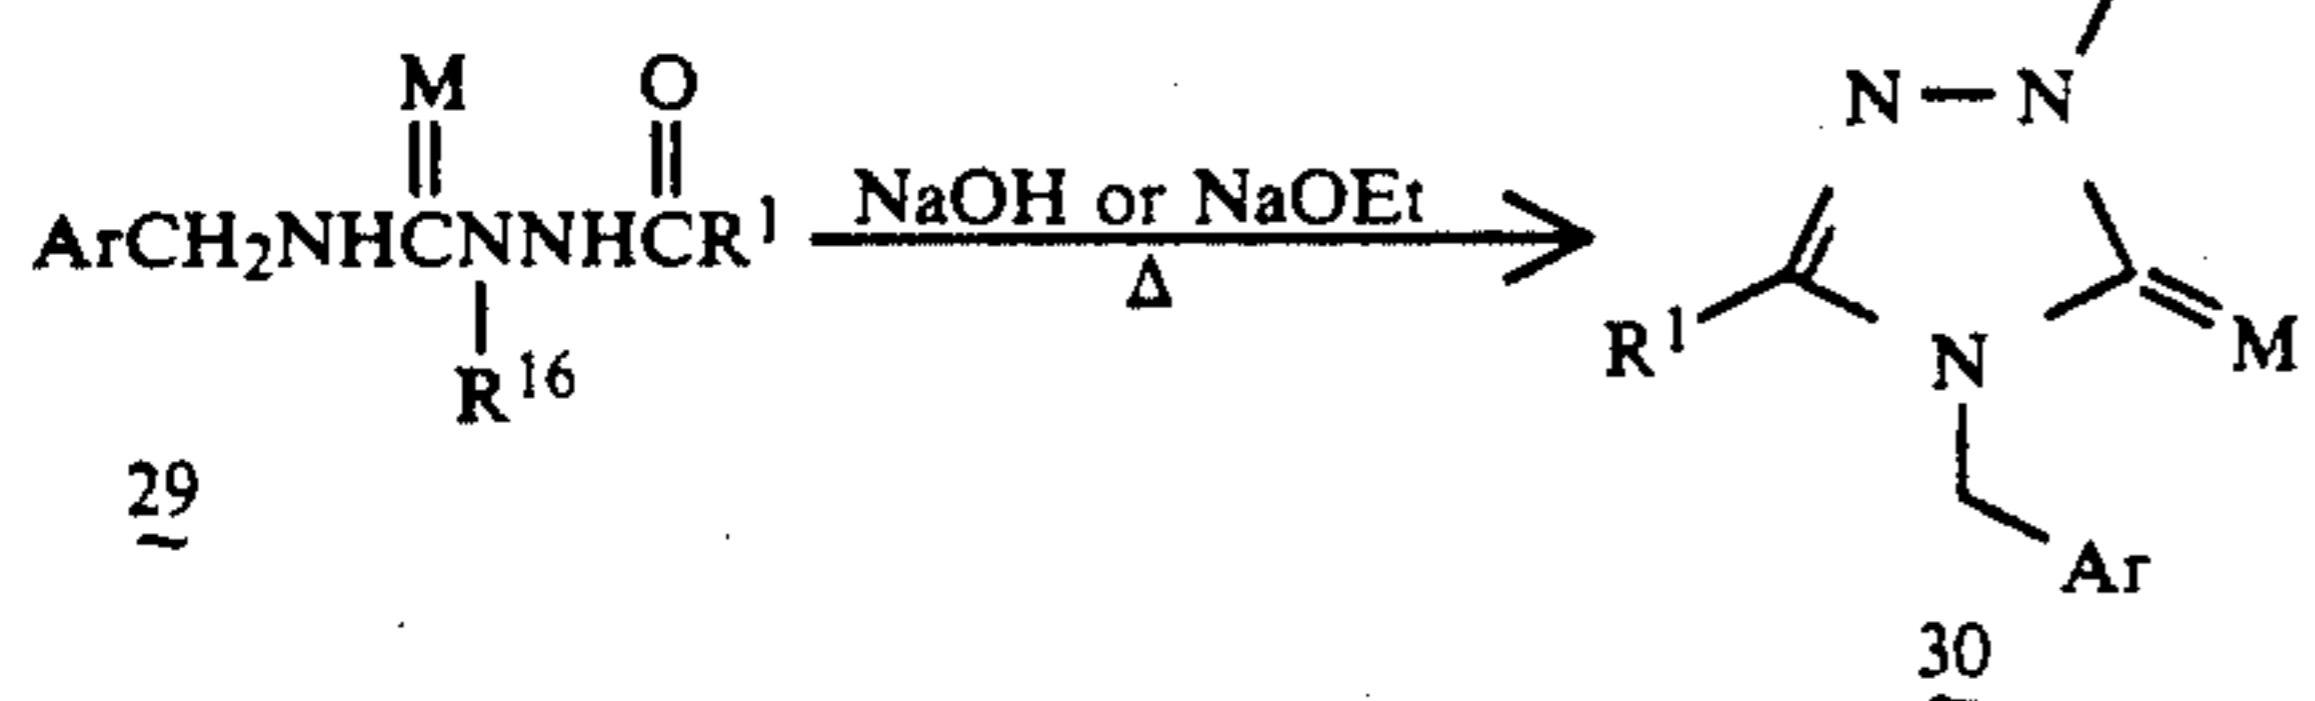 M O
N — N
ArCH₂NHCNNHCR¹ NaOH or NaOEt
Δ
R¹ N M
R¹⁶
29
Ar
30